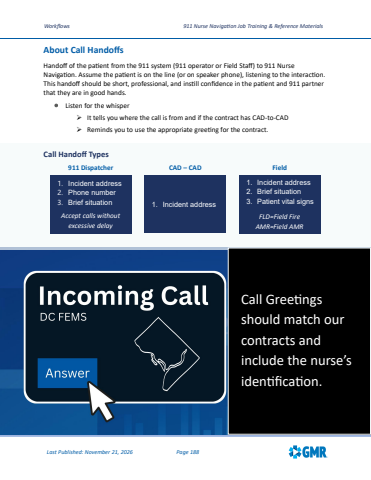 Workflows
911 Nurse Navigation Job Training & Reference Materials
About Call Handoffs
Handoff of the patient from the 911 system (911 operator or Field Staff) to 911 Nurse
Navigation. Assume the patient is on the line (or on speaker phone), listening to the interaction.
This handoff should be short, professional, and instill confidence in the patient and 911 partner
that they are in good hands.
● Listen for the whisper
➢ It tells you where the call is from and if the contract has CAD-to-CAD
➢ Reminds you to use the appropriate greeting for the contract.
Call Handoff Types
911 Dispatcher
1. Incident address
2. Phone number
3. Brief situation
Accept calls without
excessive delay
CAD – CAD
1. Incident address
Field
1. Incident address
2. Brief situation
3. Patient vital signs
FLD=Field Fire
AMR=Field AMR
Incoming Call
DC FEMS
Answer
Call Greetings
should match our
contracts and
include the nurse's
identification.
Last Published: November 21, 2026
Page 188
GMR